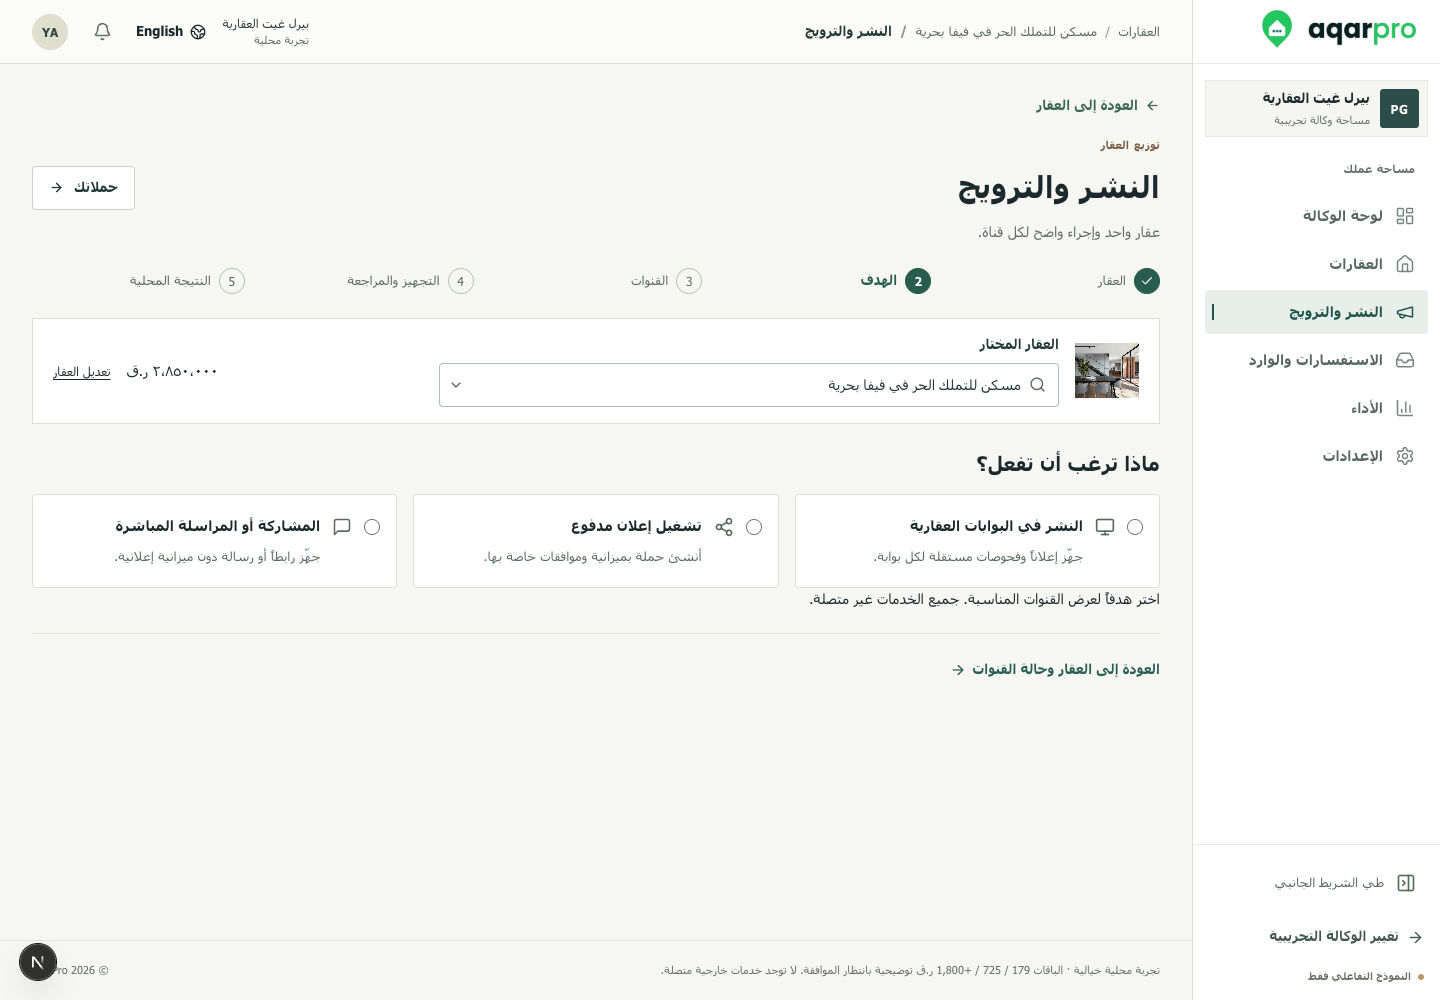 aqarpro
PG
بيرل غيت العقارية
مساحة وكالة تجريبية
مساحة عملك
لوحة الوكالة
العقارات
النشر والترويج
الاستفسارات والوارد
الأداء
الإعدادات
طي الشريط الجانبي
تغيير الوكالة التجريبية
النموذج التفاعلي فقط
العقارات / مسكن للتملك الحر في فيفا بحرية / النشر والترويج
بيرل غيت العقارية
تجربة محلية
English
YA
العودة إلى العقار
توزيع العقار
النشر والترويج
حملاتك
عقار واحد وإجراء واضح لكل قناة.
العقار
2 الهدف
3 القنوات
4 التجهيز والمراجعة
5 النتيجة المحلية
العقار المختار
مسكن للتملك الحر في فيفا بحرية
٢،٨٥٠،٠٠٠ ر.ق
تعديل العقار
ماذا ترغب أن تفعل؟
النشر في البوابات العقارية
جهّز إعلاناً وفحوصات مستقلة لكل بوابة.
تشغيل إعلان مدفوع
أنشئ حملة بميزانية وموافقات خاصة بها.
المشاركة أو المراسلة المباشرة
جهّز رابطاً أو رسالة دون ميزانية إعلانية.
اختر هدفاً لعرض القنوات المناسبة. جميع الخدمات غير متصلة.
العودة إلى العقار وحالة القنوات
تجربة محلية خيالية · الباقات 179 / 725 / +1,800 ر.ق توضيحية بانتظار الموافقة. لا توجد خدمات خارجية متصلة.
ro 2026 ©
N